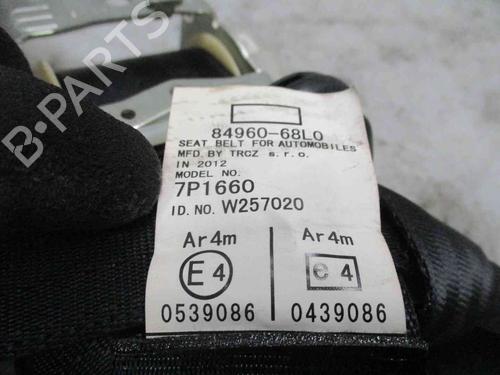 84960-68L0
SEAT BELT FOR AUTOMOBILES
MFD. BY TRCZ s.r.o.
IN 2012
MODEL NO.
7P1660
ID. NO. W257020
Ar4m
Ar4m
E4
e 4
0539086
0439086
B-PARTS